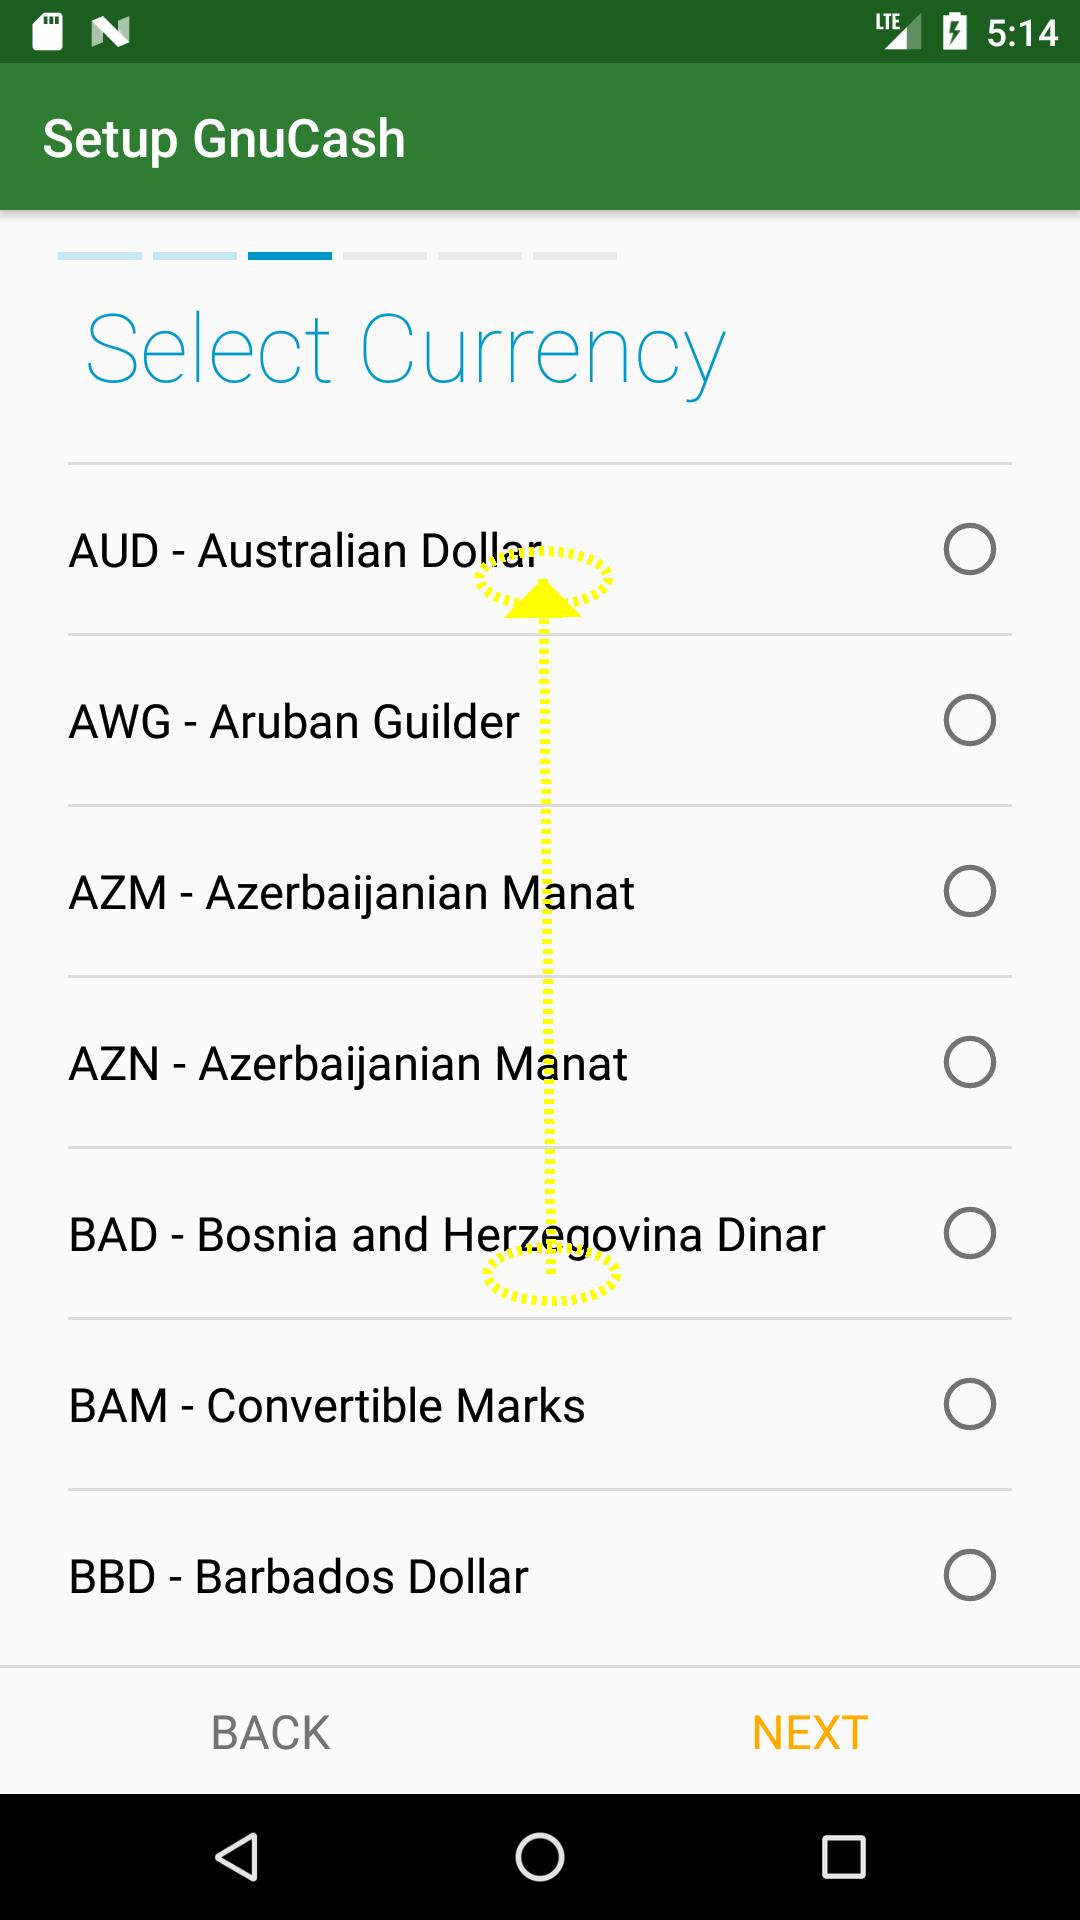 LTE 5:14
Setup GnuCash
Select Currency
AUD - Australian Dollar
AWG - Aruban Guilder
AZM - Azerbaijanian Manat
AZN - Azerbaijanian Manat
BAD - Bosnia and Herzegovina Dinar
BAM - Convertible Marks
BBD - Barbados Dollar
BACK NEXT